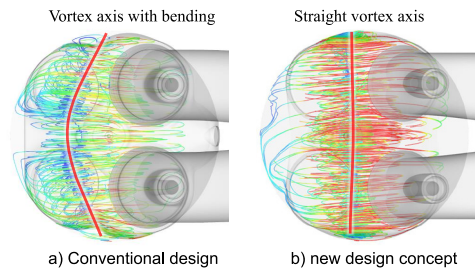 Vortex axis with bending
Straight vortex axis
a) Conventional design
b) new design concept